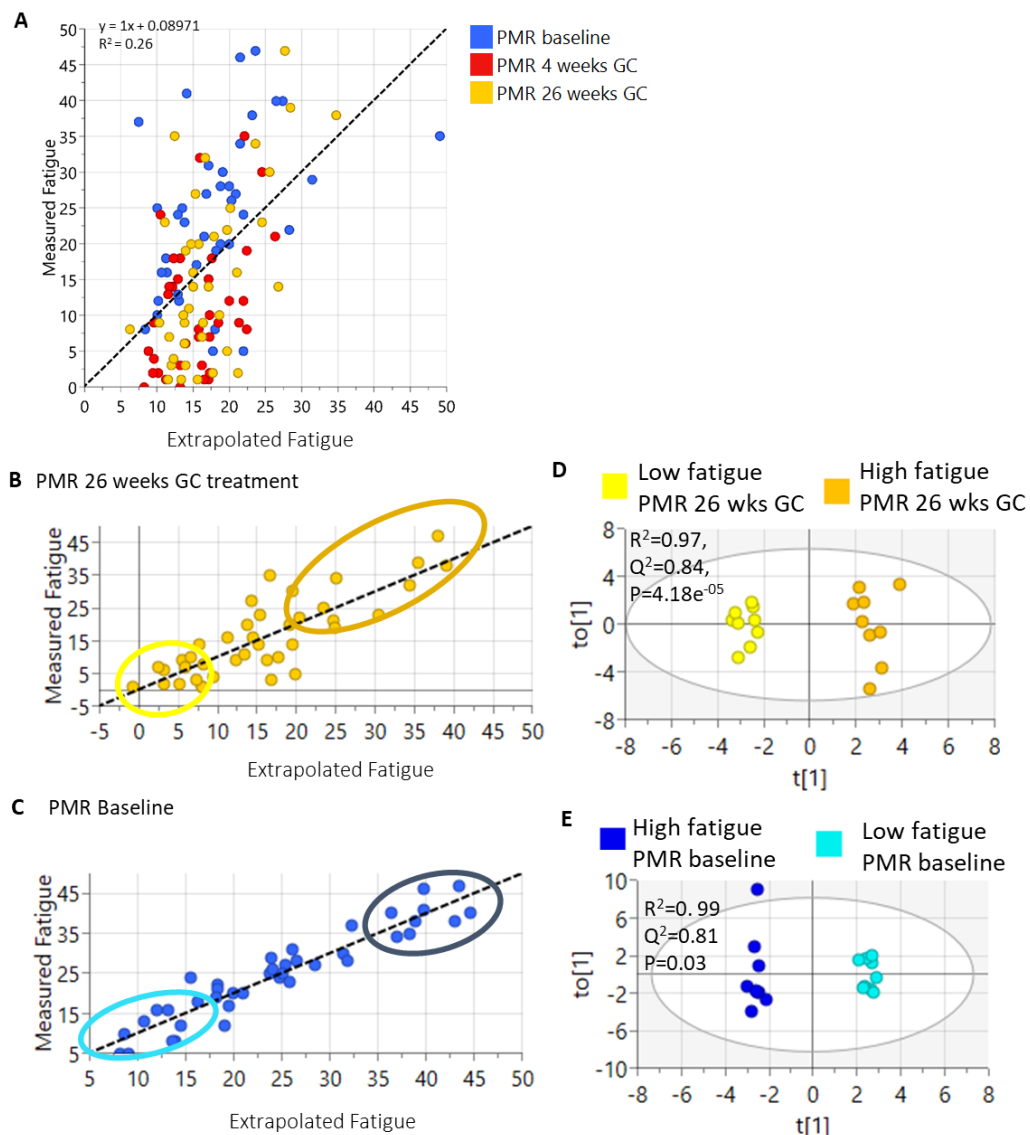 A
y = 1x + 0.08971
R² = 0.26
50
45
40
35
30
25
20
15
10
5
0
Measured Fatigue
0 5 10 15 20 25 30 35 40 45 50
Extrapolated Fatigue
PMR baseline
PMR 4 weeks GC
PMR 26 weeks GC
B PMR 26 weeks GC treatment
45
35
25
15
5
-5
Measured Fatigue
-5 0 5 10 15 20 25 30 35 40 45 50
Extrapolated Fatigue
C PMR Baseline
45
35
25
15
5
Measured Fatigue
5 10 15 20 25 30 35 40 45 50
Extrapolated Fatigue
D
Low fatigue
PMR 26 wks GC
High fatigue
PMR 26 wks GC
R²=0.97,
Q²=0.84,
P=4.18e⁻⁰⁵
8
4
0
-4
-8
to[1]
-8 -6 -4 -2 0 2 4 6 8
t[1]
E
High fatigue
PMR baseline
Low fatigue
PMR baseline
R²=0. 99
Q²=0.81
P=0.03
10
6
2
-2
-6
-10
to[1]
-8 -6 -4 -2 0 2 4 6 8
t[1]